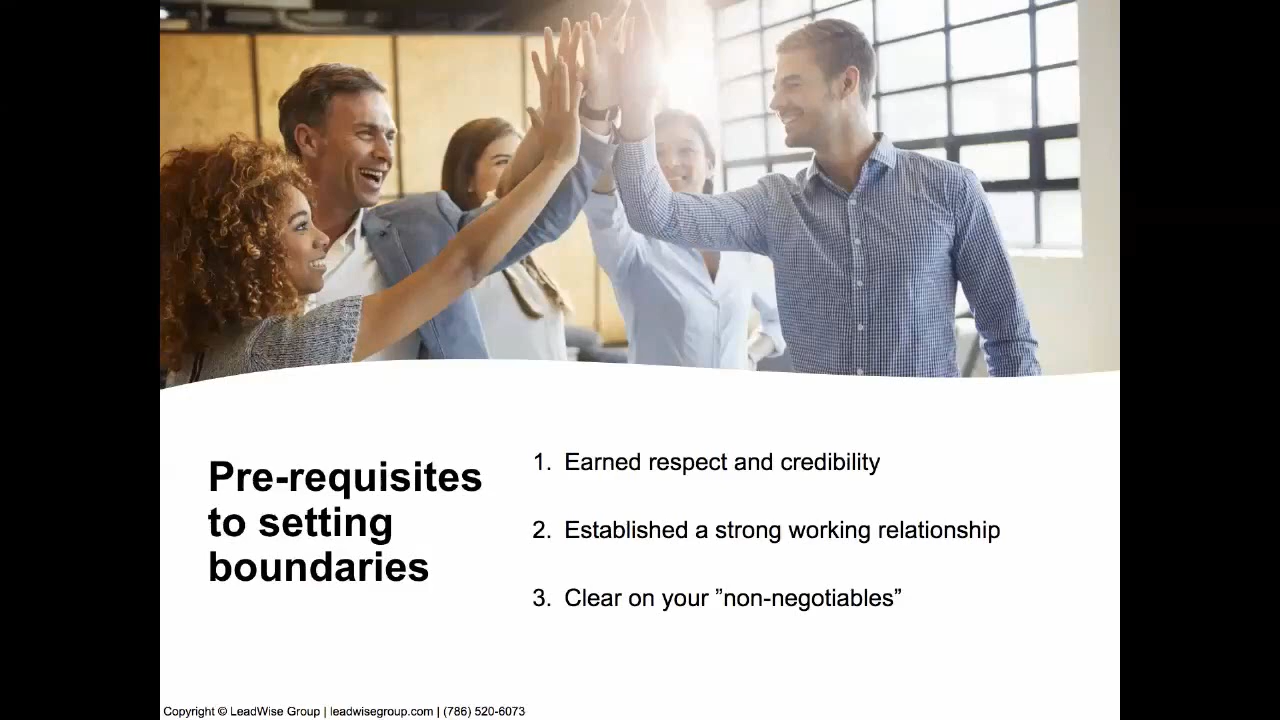 Pre-requisites
to setting
boundaries
1. Earned respect and credibility
2. Established a strong working relationship
3. Clear on your ”non-negotiables”
Copyright © LeadWise Group | leadwisegroup.com | (786) 520-6073